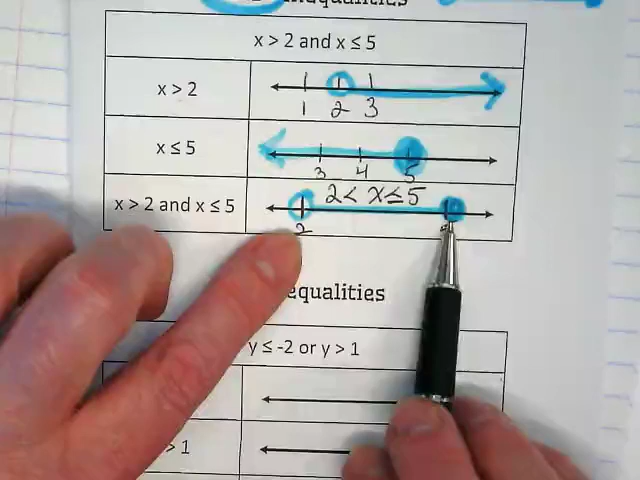 Inequalities
x > 2 and x ≤ 5
x > 2
1 2 3
x ≤ 5
3 4 5
x > 2 and x ≤ 5
2 < x ≤ 5
2
equalities
y ≤ -2 or y > 1
> 1